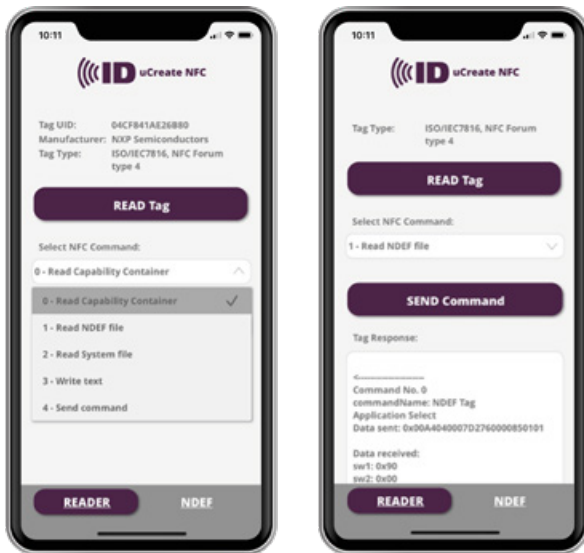 10:11
ID uCreate NFC
Tag UID: 04CF841AE26B80
Manufacturer: NXP Semiconductors
Tag Type: ISO/IEC7816, NFC Forum
type 4
READ Tag
Select NFC Command:
0 - Read Capability Container
0 - Read Capability Container
1 - Read NDEF file
2 - Read System file
3 - Write text
4 - Send command
READER NDEF
10:11
ID uCreate NFC
Tag Type: ISO/IEC7816, NFC Forum
type 4
READ Tag
Select NFC Command:
1 - Read NDEF file
SEND Command
Tag Response:
<---------------------
Command No. 0
commandName: NDEF Tag
Application Select
Data sent: 0x00A4040007D2760000850101
Data received:
sw1: 0x90
sw2: 0x00
READER NDEF